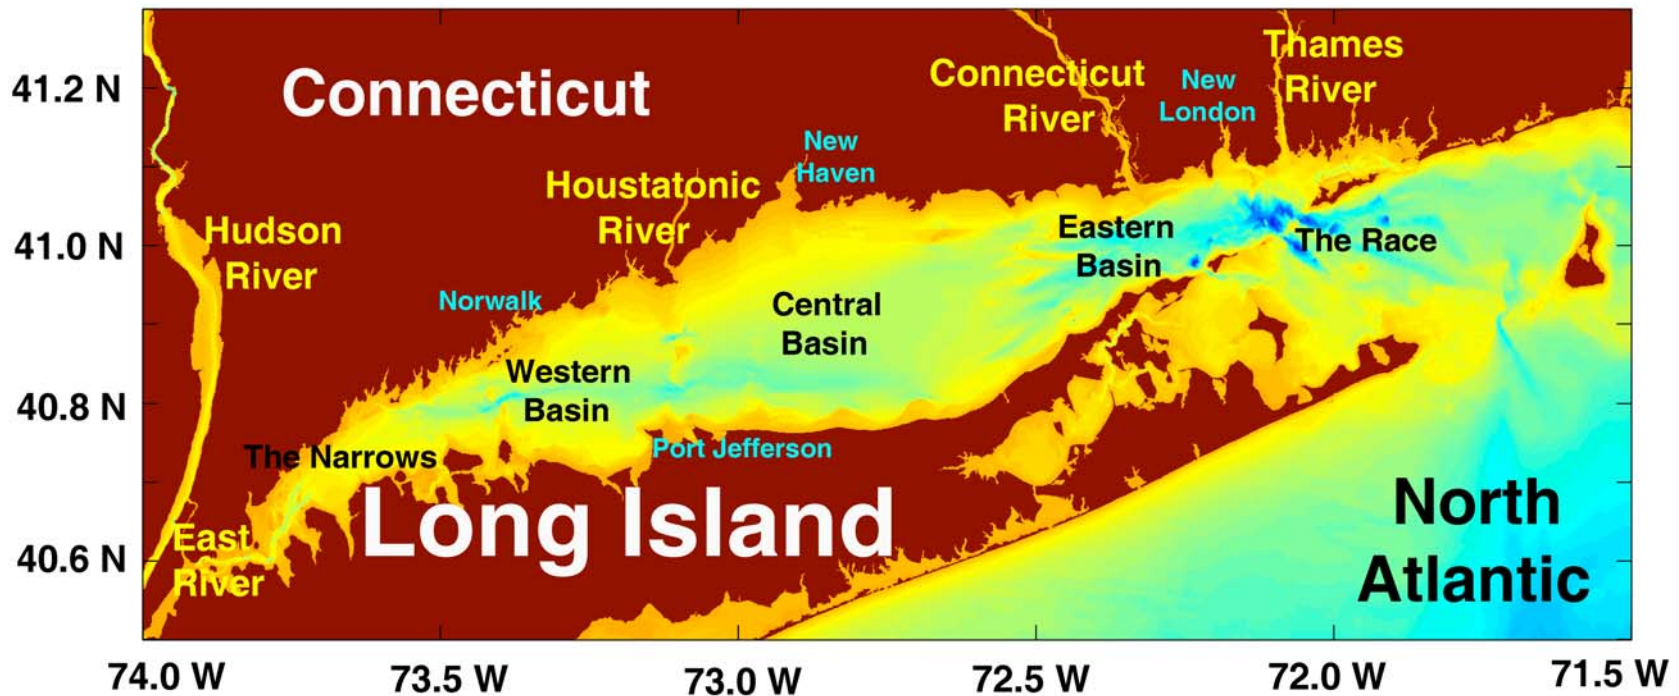 Connecticut
Connecticut
River
New
London
Thames
River
New
Haven
Houstatonic
River
Hudson
River
Norwalk
Eastern
Basin
The Race
Central
Basin
Western
Basin
The Narrows
Port Jefferson
Long Island
East
River
North
Atlantic
41.2 N
41.0 N
40.8 N
40.6 N
74.0 W
73.5 W
73.0 W
72.5 W
72.0 W
71.5 W